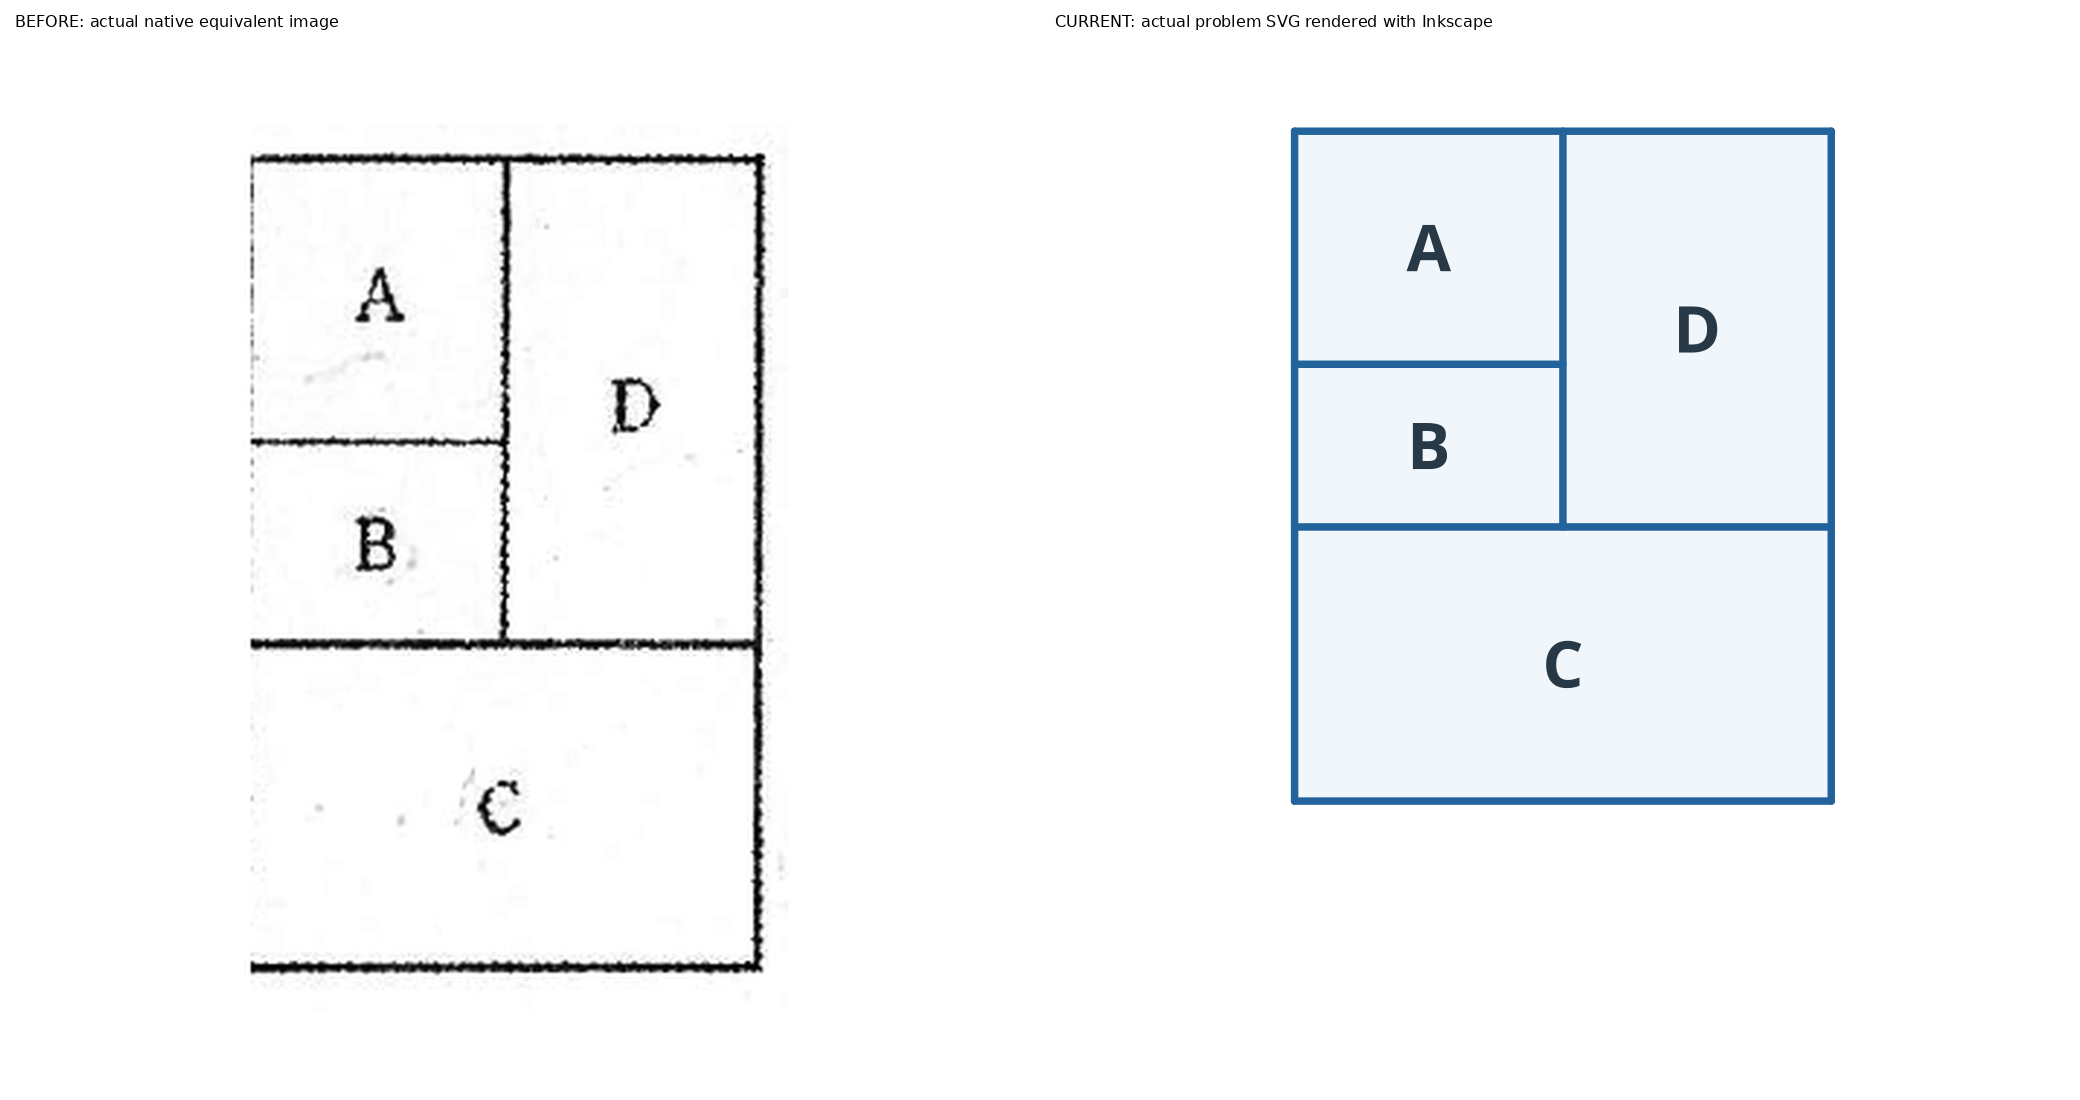 BEFORE: actual native equivalent image
CURRENT: actual problem SVG rendered with Inkscape
A
D
B
C
A
D
B
C